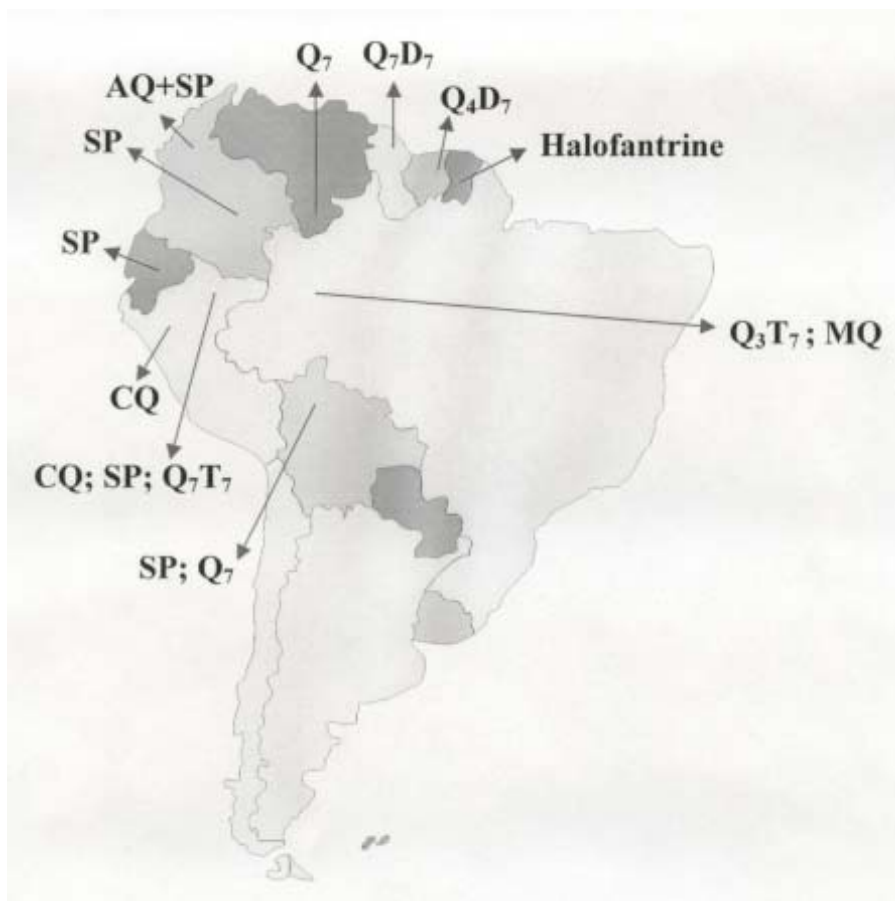 Q₇
Q₇D₇
AQ+SP
Q₄D₇
SP
Halofantrine
SP
Q₃T₇ ; MQ
CQ
CQ; SP; Q₇T₇
SP; Q₇